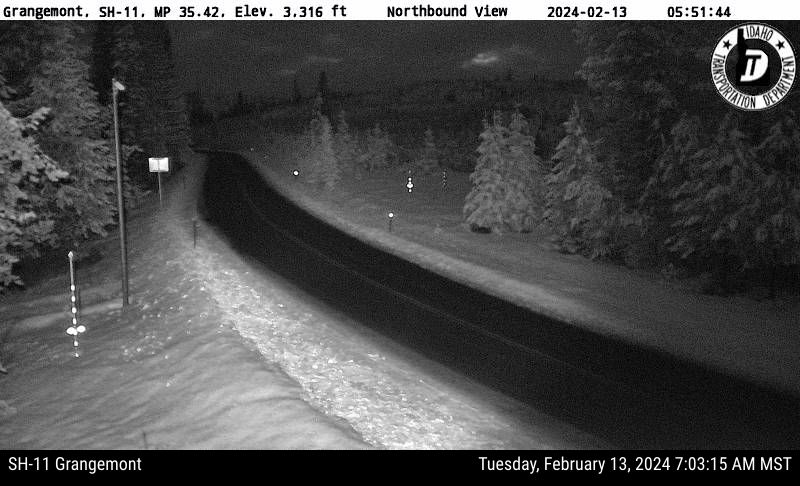 Grangemont, SH-11, MP 35.42, Elev. 3,316 ft Northbound View 2024-02-13 05:51:44
IDAHO
TRANSPORTATION DEPARTMENT
SH-11 Grangemont Tuesday, February 13, 2024 7:03:15 AM MST